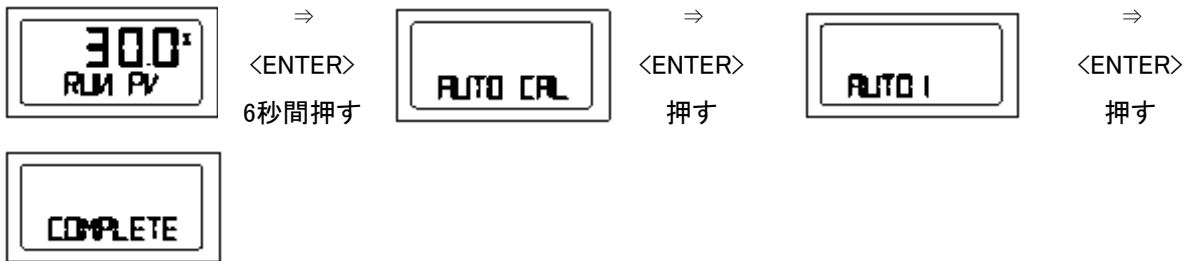 30.0%
RUN PV
⇒
<ENTER>
6秒間押す
AUTO CAL
⇒
<ENTER>
押す
AUTO 1
⇒
<ENTER>
押す
COMPLETE